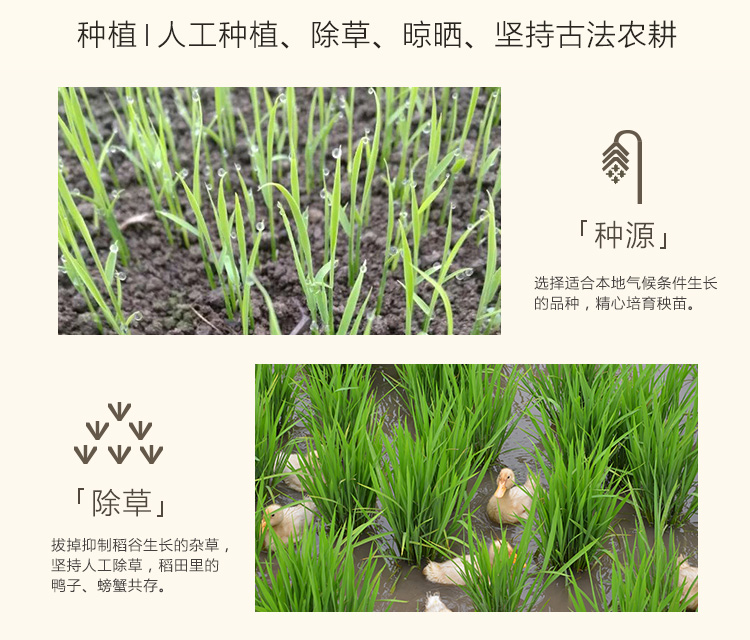 种植|人工种植、除草、晾晒、坚持古法农耕
「种源」
选择适合本地气候条件生长
的品种，精心培育秧苗。
「除草」
拔掉抑制稻谷生长的杂草，
坚持人工除草，稻田里的
鸭子、螃蟹共存。